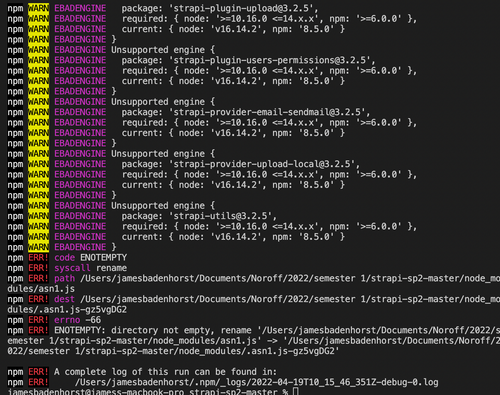 npm WARN EBADENGINE   package: 'strapi-plugin-upload@3.2.5',
npm WARN EBADENGINE   required: { node: '>=10.16.0 <=14.x.x', npm: '>=6.0.0' },
npm WARN EBADENGINE   current: { node: 'v16.14.2', npm: '8.5.0' }
npm WARN EBADENGINE }
npm WARN EBADENGINE Unsupported engine {
npm WARN EBADENGINE   package: 'strapi-plugin-users-permissions@3.2.5',
npm WARN EBADENGINE   required: { node: '>=10.16.0 <=14.x.x', npm: '>=6.0.0' },
npm WARN EBADENGINE   current: { node: 'v16.14.2', npm: '8.5.0' }
npm WARN EBADENGINE }
npm WARN EBADENGINE Unsupported engine {
npm WARN EBADENGINE   package: 'strapi-provider-email-sendmail@3.2.5',
npm WARN EBADENGINE   required: { node: '>=10.16.0 <=14.x.x', npm: '>=6.0.0' },
npm WARN EBADENGINE   current: { node: 'v16.14.2', npm: '8.5.0' }
npm WARN EBADENGINE }
npm WARN EBADENGINE Unsupported engine {
npm WARN EBADENGINE   package: 'strapi-provider-upload-local@3.2.5',
npm WARN EBADENGINE   required: { node: '>=10.16.0 <=14.x.x', npm: '>=6.0.0' },
npm WARN EBADENGINE   current: { node: 'v16.14.2', npm: '8.5.0' }
npm WARN EBADENGINE }
npm WARN EBADENGINE Unsupported engine {
npm WARN EBADENGINE   package: 'strapi-utils@3.2.5',
npm WARN EBADENGINE   required: { node: '>=10.16.0 <=14.x.x', npm: '>=6.0.0' },
npm WARN EBADENGINE   current: { node: 'v16.14.2', npm: '8.5.0' }
npm WARN EBADENGINE }
npm ERR! code ENOTEMPTY
npm ERR! syscall rename
npm ERR! path /Users/jamesbadenhorst/Documents/Noroff/2022/semester 1/strapi-sp2-master/node_mo
dules/asn1.js
npm ERR! dest /Users/jamesbadenhorst/Documents/Noroff/2022/semester 1/strapi-sp2-master/node_mo
dules/.asn1.js-gz5vgDG2
npm ERR! errno -66
npm ERR! ENOTEMPTY: directory not empty, rename '/Users/jamesbadenhorst/Documents/Noroff/2022/s
emester 1/strapi-sp2-master/node_modules/asn1.js' -> '/Users/jamesbadenhorst/Documents/Noroff/2
022/semester 1/strapi-sp2-master/node_modules/.asn1.js-gz5vgDG2'

npm ERR! A complete log of this run can be found in:
npm ERR!     /Users/jamesbadenhorst/.npm/_logs/2022-04-19T10_15_46_351Z-debug-0.log
jamesbadenhorst@jamess-macbook-pro strapi-sp2-master %